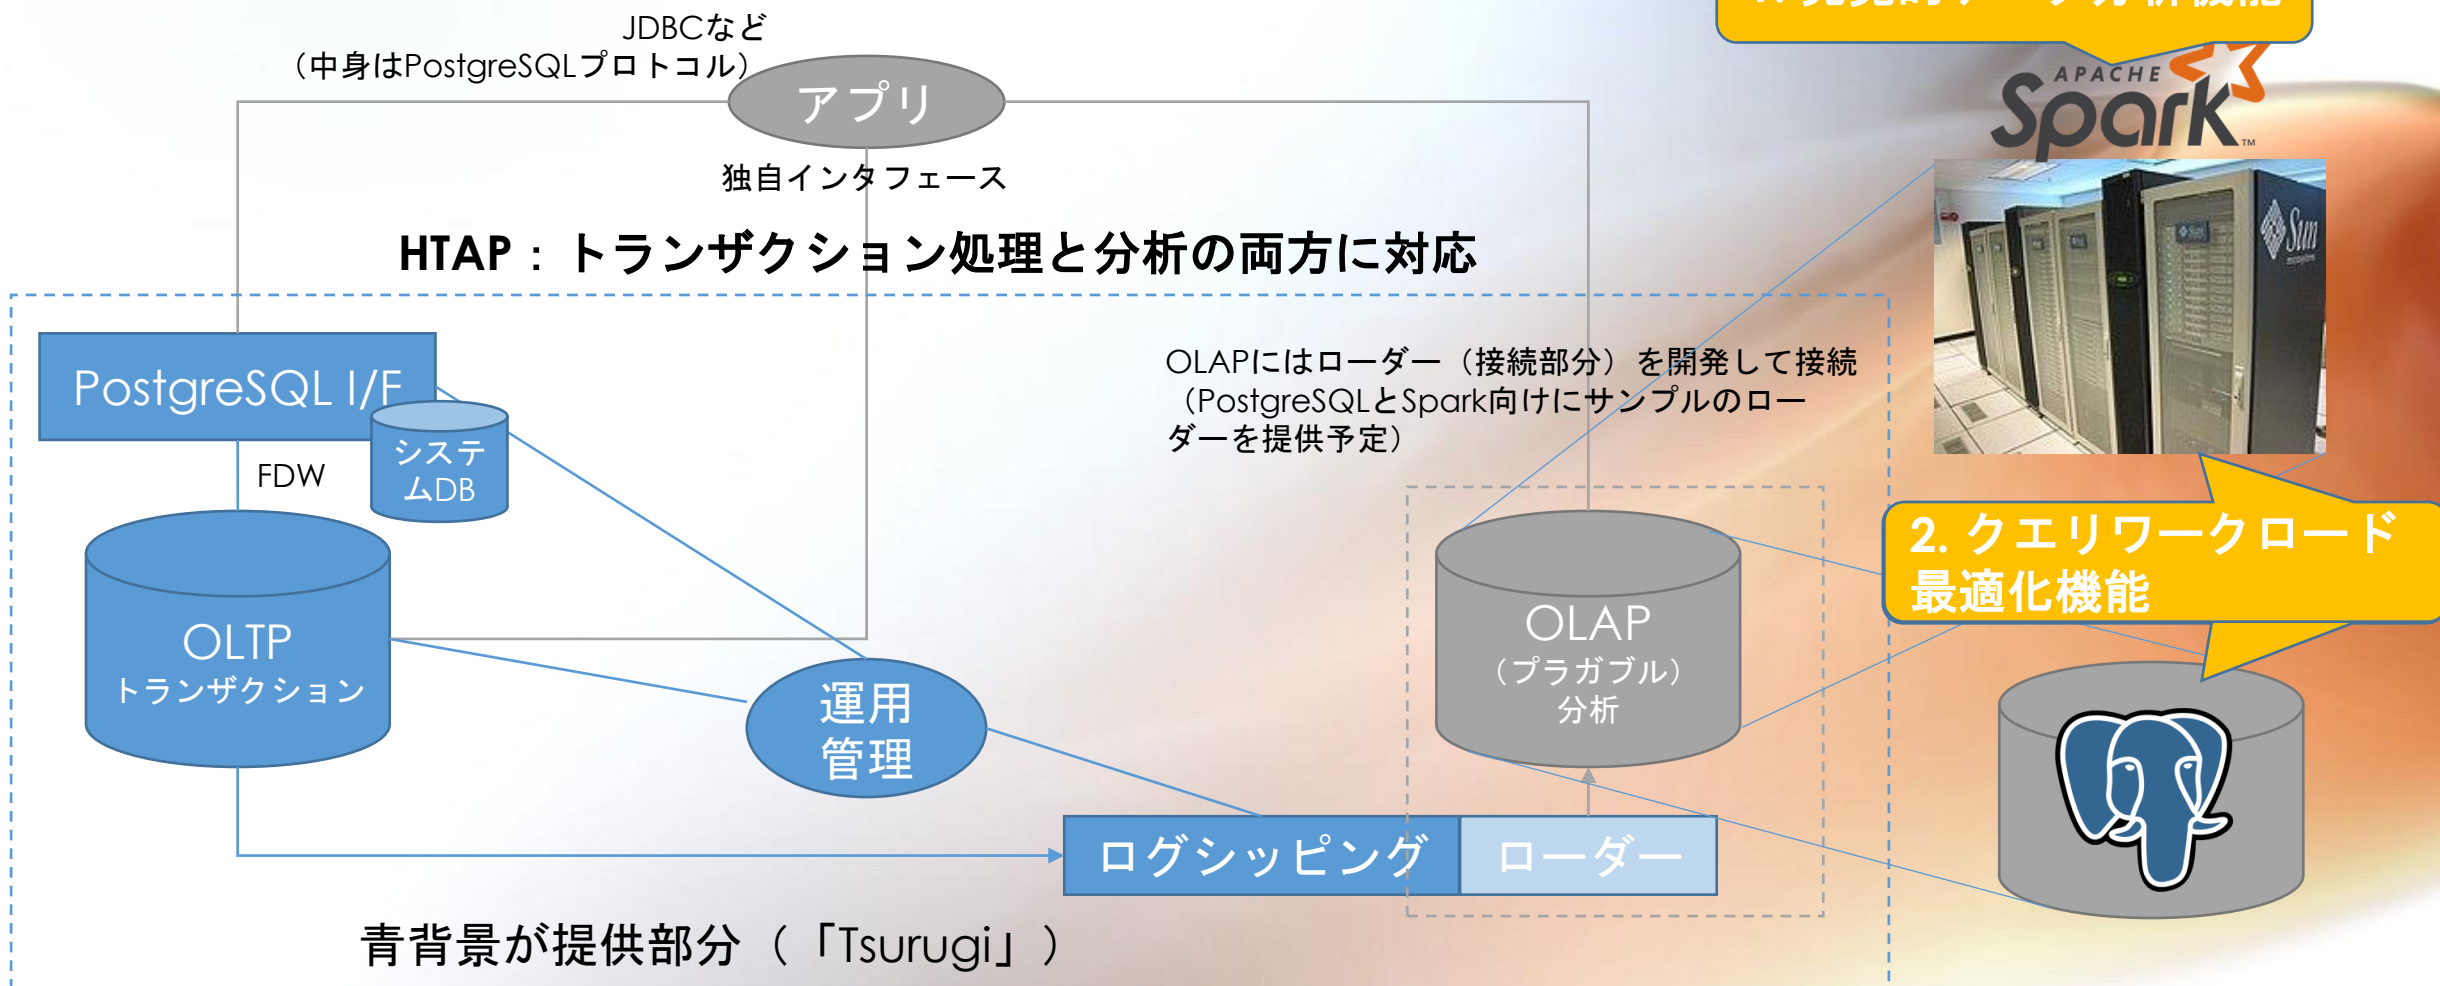 JDBCなど
（中身はPostgreSQLプロトコル）
アプリ
独自インタフェース
APACHE
Spark
TM
Sun
microsystems
HTAP：トランザクション処理と分析の両方に対応
PostgreSQL I/F
システ
ムDB
FDW
OLAPにはローダー（接続部分）を開発して接続
（PostgreSQLとSpark向けにサンプルのロー
ダーを提供予定）
2. クエリワークロード
最適化機能
OLTP
トランザクション
運用
管理
OLAP
（プラガブル）
分析
ログシッピング
ローダー
青背景が提供部分（「Tsurugi」）